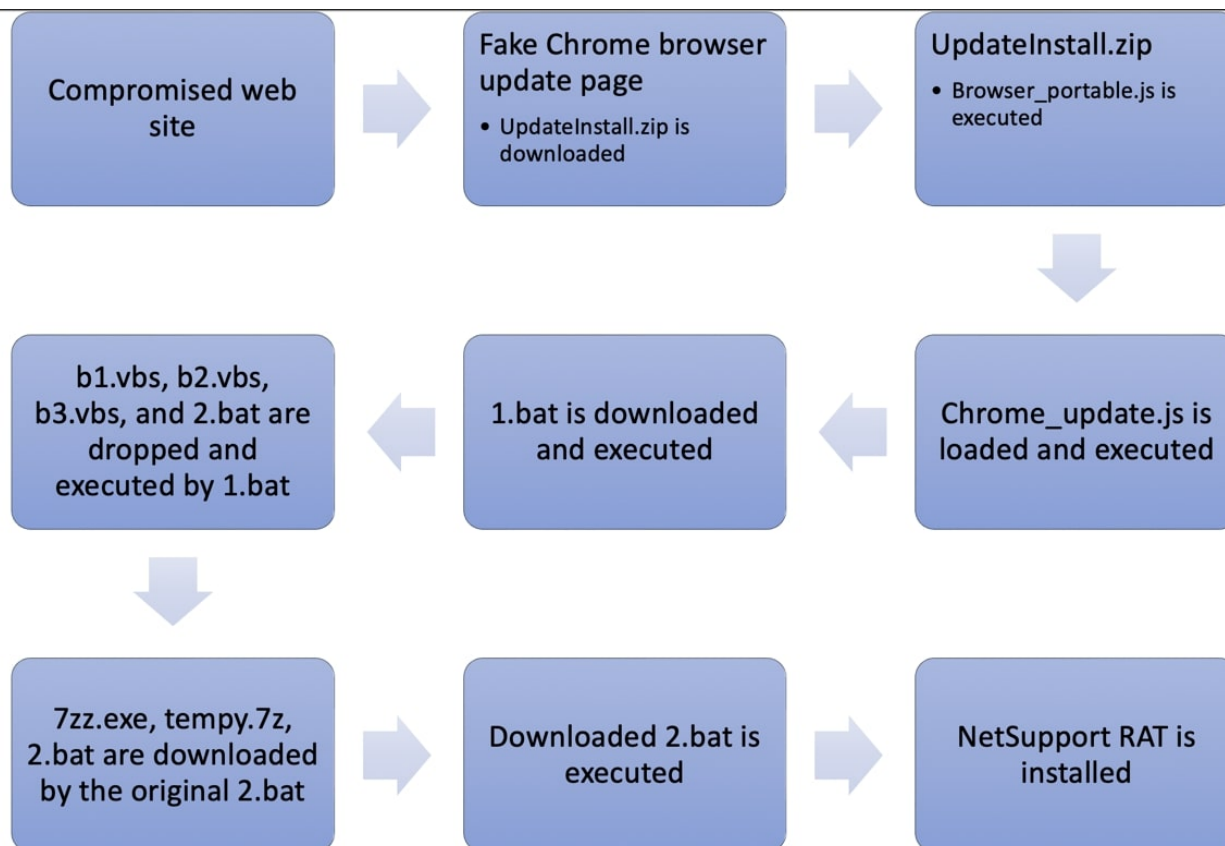 Compromised web
site
Fake Chrome browser
update page
• UpdateInstall.zip is
downloaded
UpdateInstall.zip
• Browser_portable.js is
executed
Chrome_update.js is
loaded and executed
1.bat is downloaded
and executed
b1.vbs, b2.vbs,
b3.vbs, and 2.bat are
dropped and
executed by 1.bat
7zz.exe, tempy.7z,
2.bat are downloaded
by the original 2.bat
Downloaded 2.bat is
executed
NetSupport RAT is
installed